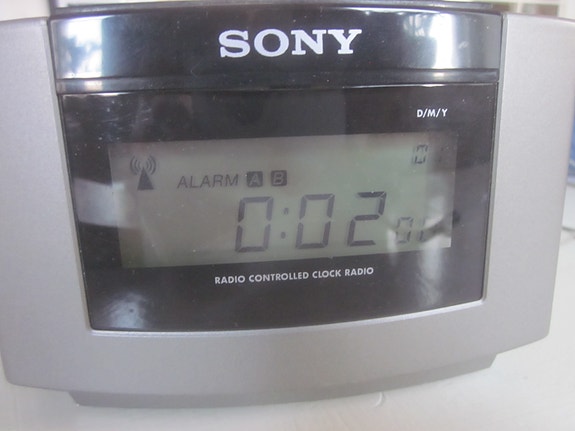 SONY
D/M/Y
ALARM A B
0:02
RADIO CONTROLLED CLOCK RADIO